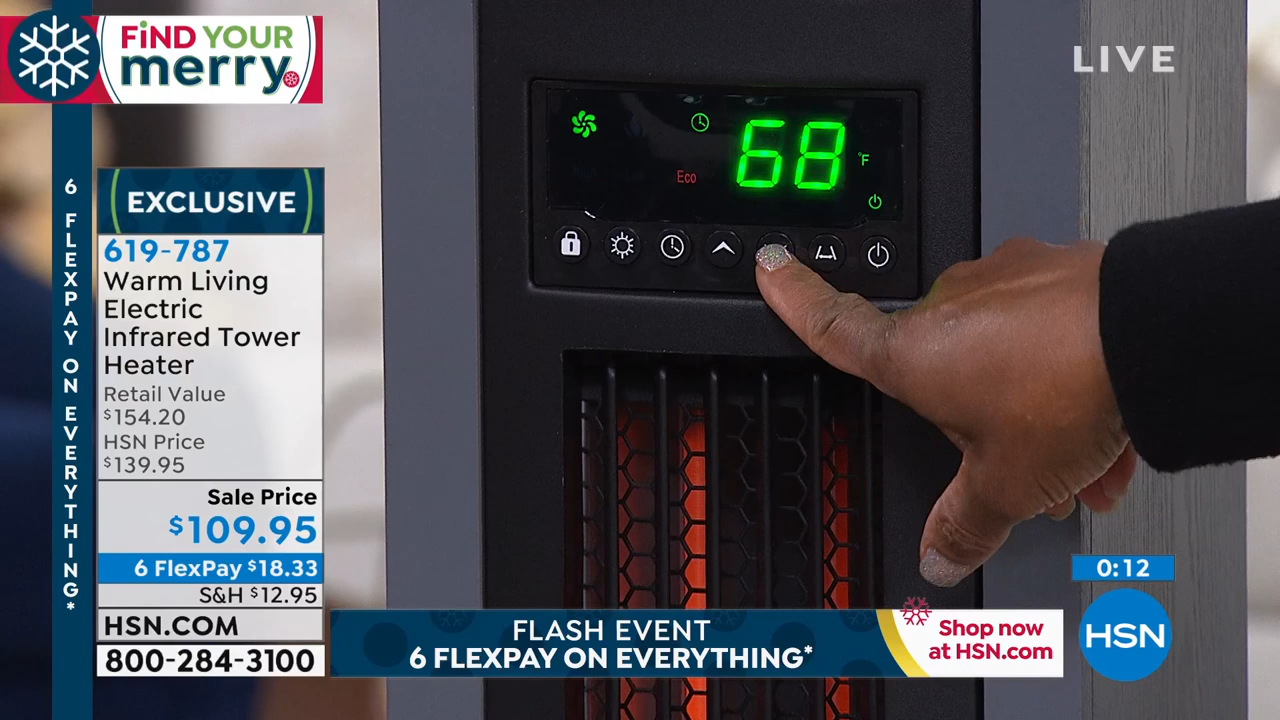 FiND YOUR
merry
LIVE
6 FLEXPAY ON EVERYTHING*
EXCLUSIVE
619-787
Warm Living
Electric
Infrared Tower
Heater
Retail Value
$154.20
HSN Price
$139.95
Sale Price
$109.95
6 FlexPay $18.33
S&H $12.95
HSN.COM
800-284-3100
68
°F
Eco
0:12
FLASH EVENT
6 FLEXPAY ON EVERYTHING*
Shop now
at HSN.com
HSN